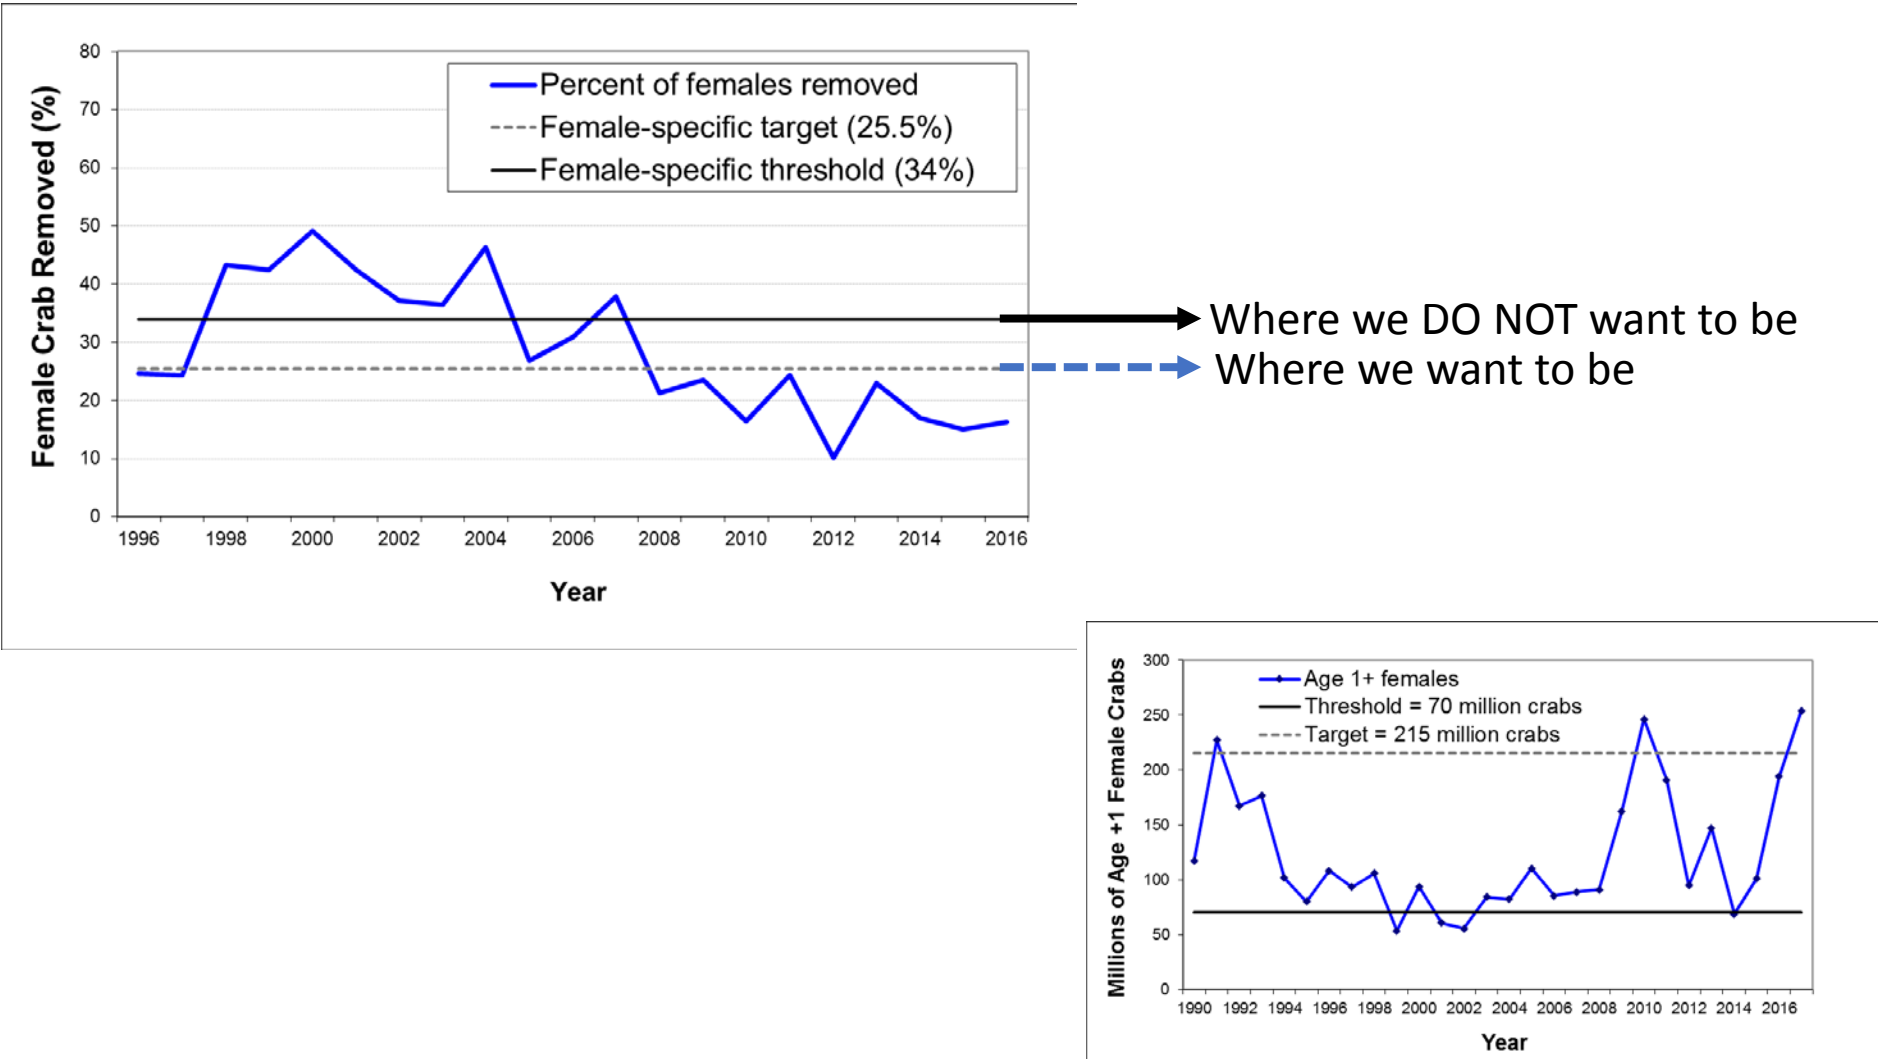 80
70
60
50
40
30
20
10
0
Female Crab Removed (%)
Percent of females removed
Female-specific target (25.5%)
Female-specific threshold (34%)
1996 1998 2000 2002 2004 2006 2008 2010 2012 2014 2016
Year
Where we DO NOT want to be
Where we want to be
300
250
200
150
100
50
0
Millions of Age +1 Female Crabs
Age 1+ females
Threshold = 70 million crabs
Target = 215 million crabs
1990 1992 1994 1996 1998 2000 2002 2004 2006 2008 2010 2012 2014 2016
Year